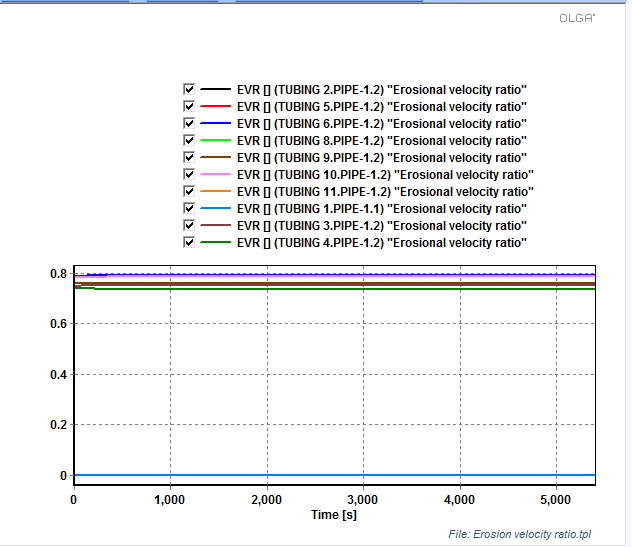 OLGA
EVR [] (TUBING 2.PIPE-1.2) "Erosional velocity ratio"
EVR [] (TUBING 5.PIPE-1.2) "Erosional velocity ratio"
EVR [] (TUBING 6.PIPE-1.2) "Erosional velocity ratio"
EVR [] (TUBING 8.PIPE-1.2) "Erosional velocity ratio"
EVR [] (TUBING 9.PIPE-1.2) "Erosional velocity ratio"
EVR [] (TUBING 10.PIPE-1.2) "Erosional velocity ratio"
EVR [] (TUBING 11.PIPE-1.2) "Erosional velocity ratio"
EVR [] (TUBING 1.PIPE-1.1) "Erosional velocity ratio"
EVR [] (TUBING 3.PIPE-1.2) "Erosional velocity ratio"
EVR [] (TUBING 4.PIPE-1.2) "Erosional velocity ratio"
0.8
0.6
0.4
0.2
0
0 1,000 2,000 3,000 4,000 5,000
Time [s]
File: Erosion velocity ratio.tpl